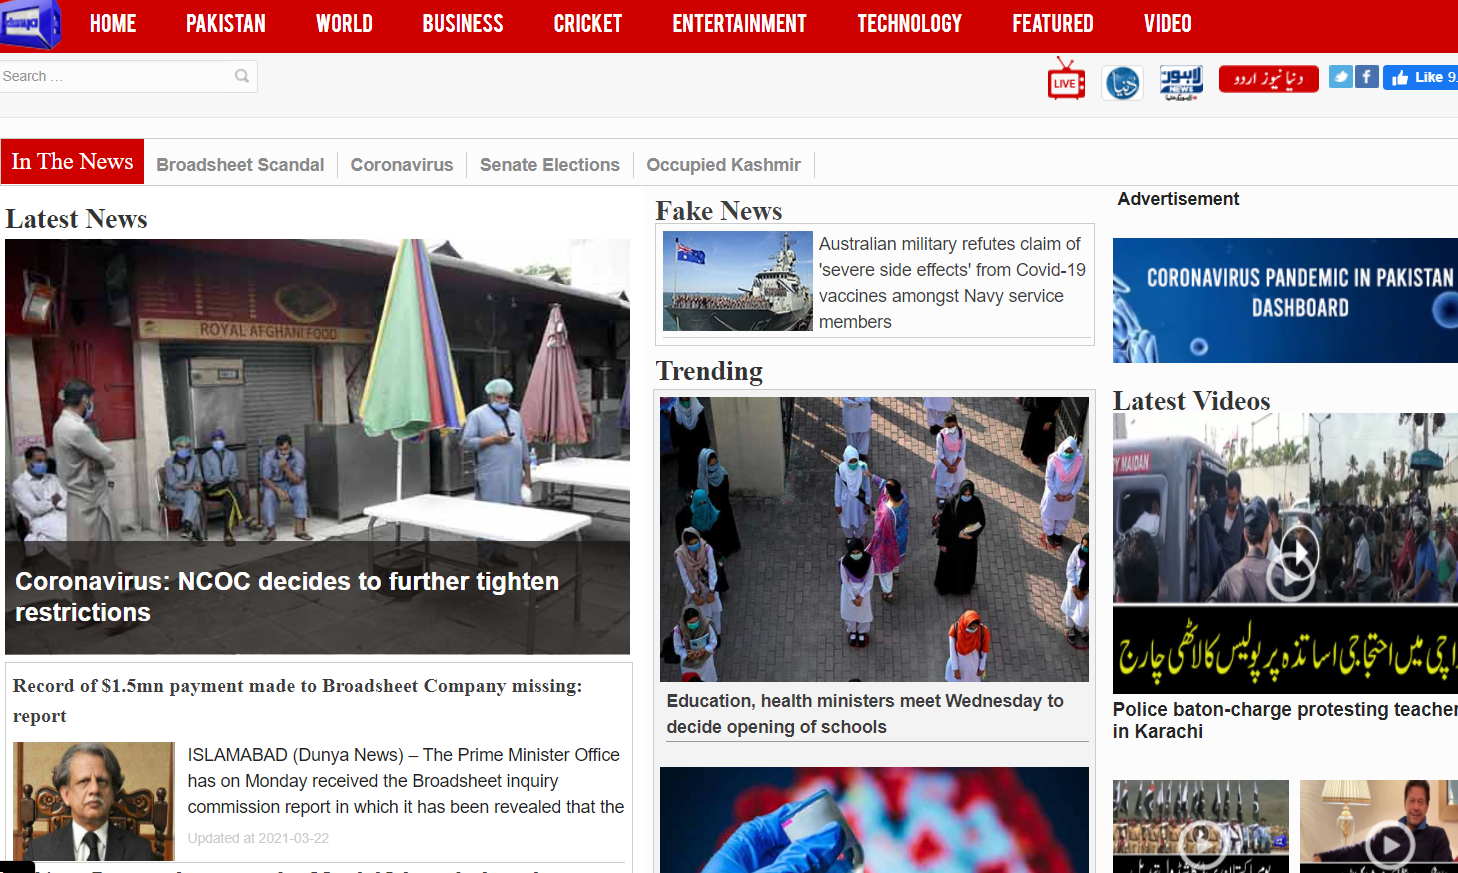 HOME
PAKISTAN
WORLD
BUSINESS
CRICKET
ENTERTAINMENT
TECHNOLOGY
FEATURED
VIDEO
Search ...
LIVE
دنیا
لاہور
NEWS
دنیا نیوز اردو
Like 9.
In The News
Broadsheet Scandal
Coronavirus
Senate Elections
Occupied Kashmir
Latest News
ROYAL AFGHANI FOOD
Coronavirus: NCOC decides to further tighten
restrictions
Record of $1.5mn payment made to Broadsheet Company missing:
report
ISLAMABAD (Dunya News) – The Prime Minister Office
has on Monday received the Broadsheet inquiry
commission report in which it has been revealed that the
Updated at 2021-03-22
Fake News
Australian military refutes claim of
'severe side effects' from Covid-19
vaccines amongst Navy service
members
Trending
Education, health ministers meet Wednesday to
decide opening of schools
Advertisement
CORONAVIRUS PANDEMIC IN PAKISTAN
DASHBOARD
Latest Videos
MAIDAN
اچی میں احتجاجی اساتذہ پر پولیس کا لاٹھی چارج
Police baton-charge protesting teacher
in Karachi